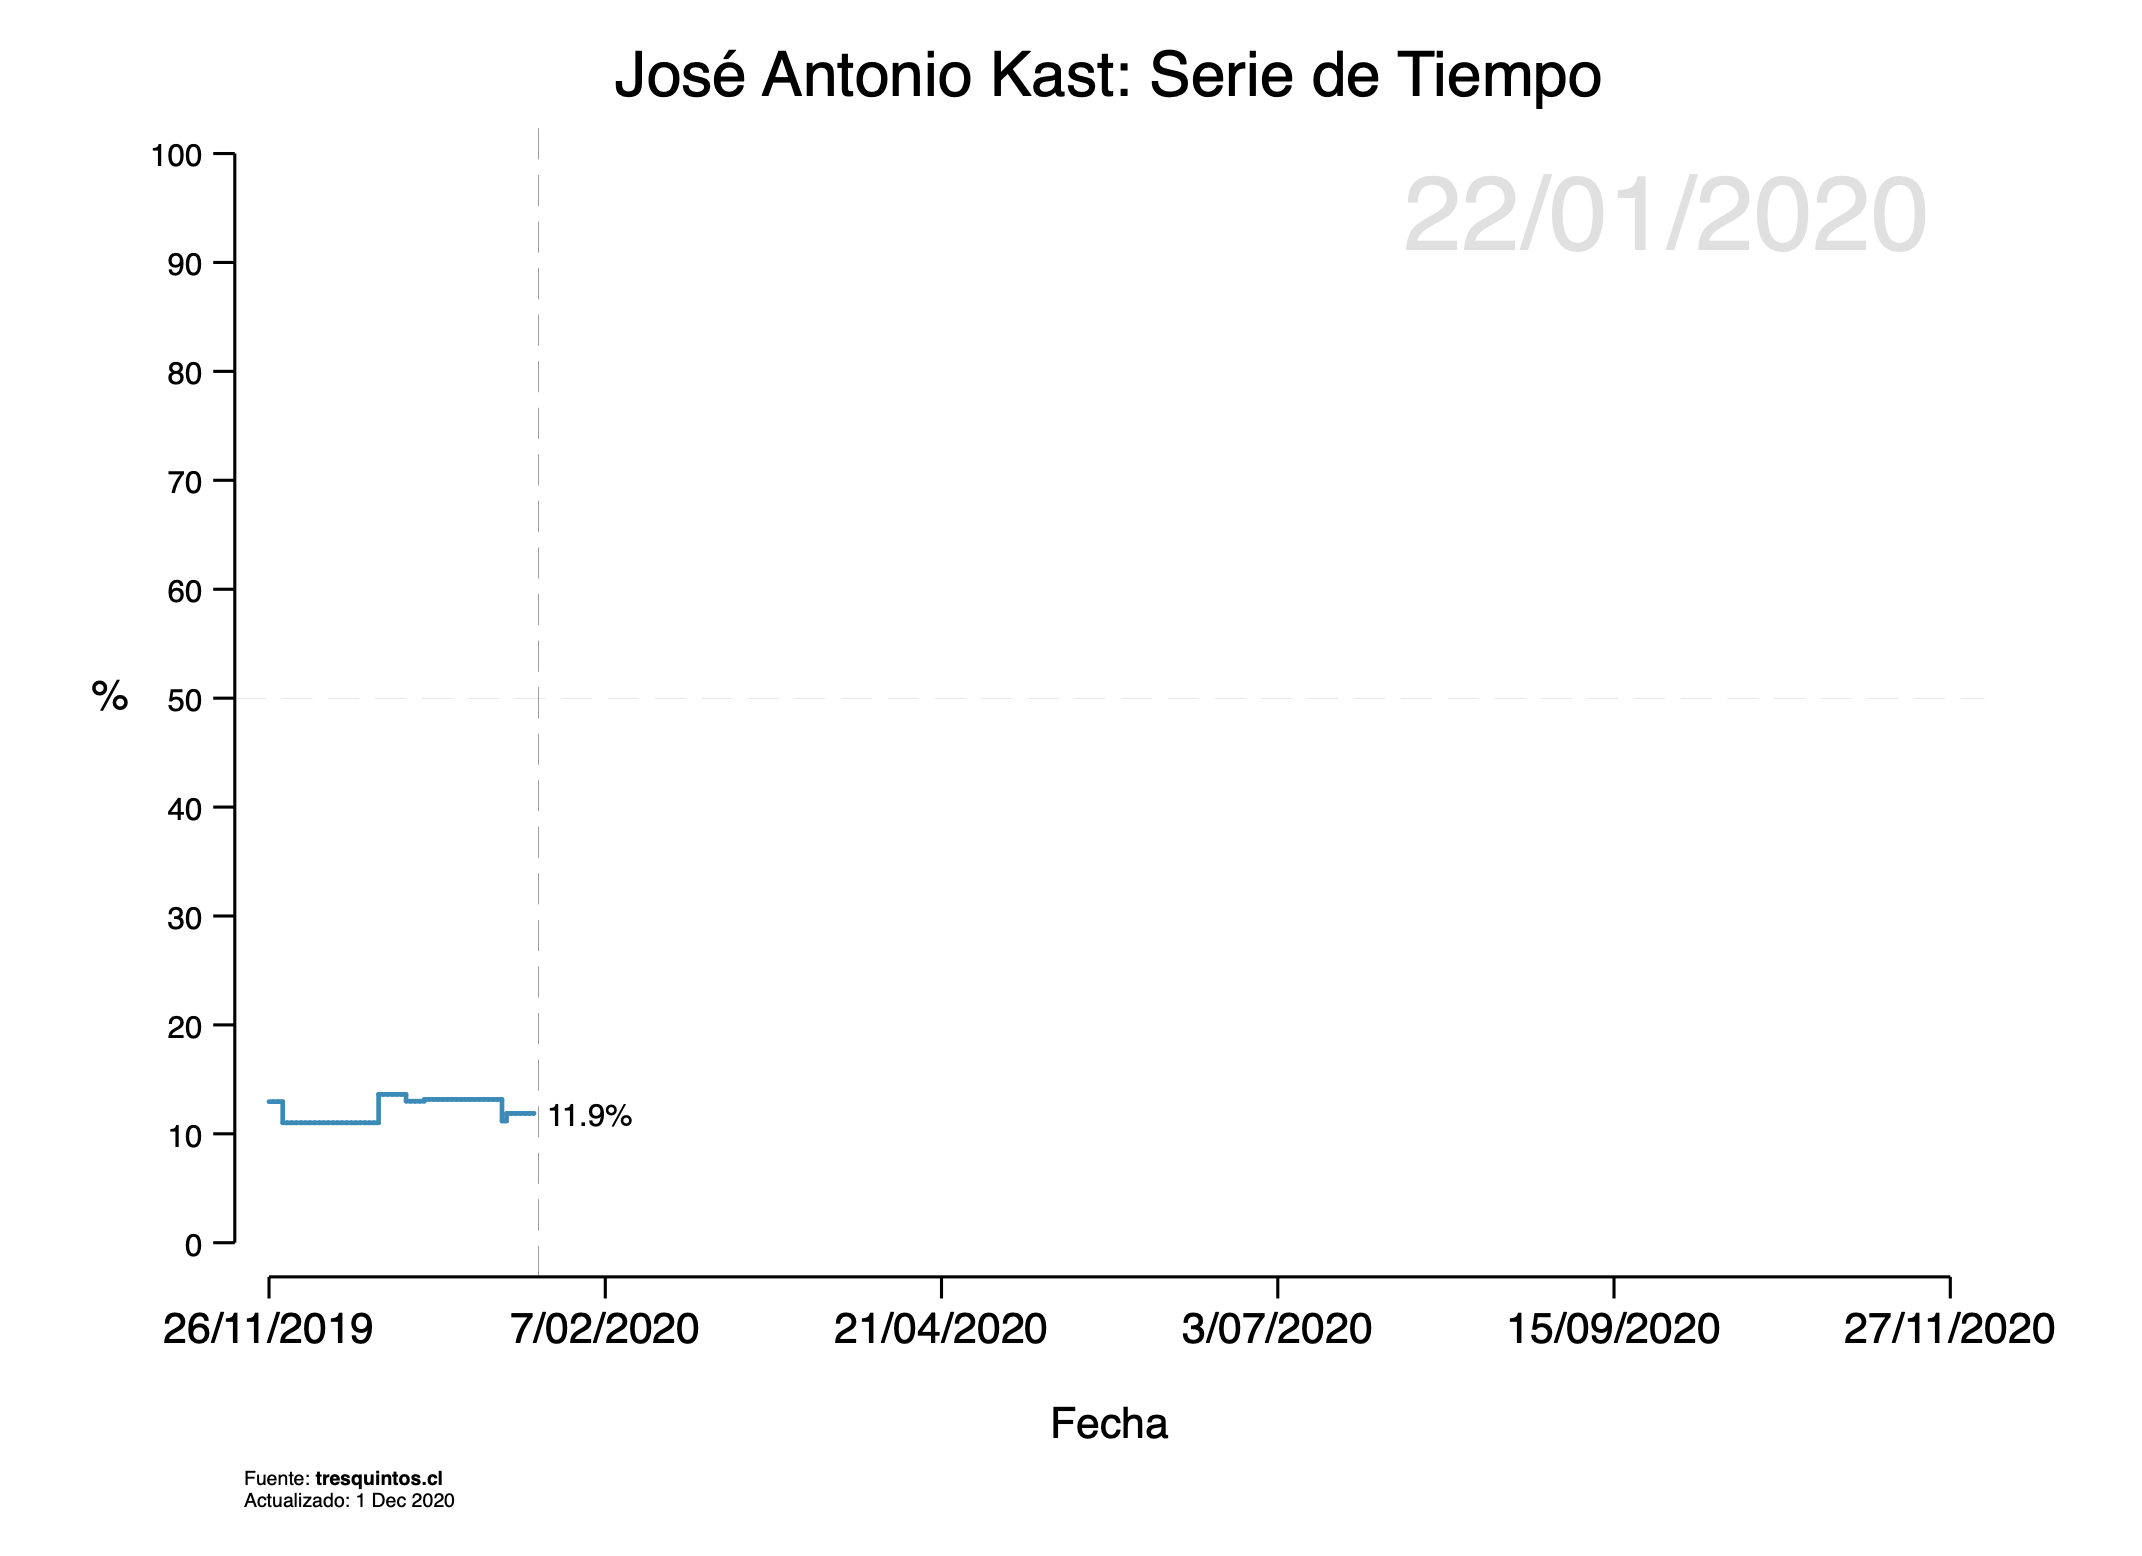 José Antonio Kast: Serie de Tiempo
22/01/2020
100
90
80
70
60
50
40
30
20
10
0
%
11.9%
26/11/2019 7/02/2020 21/04/2020 3/07/2020 15/09/2020 27/11/2020
Fecha
Fuente: tresquintos.cl
Actualizado: 1 Dec 2020